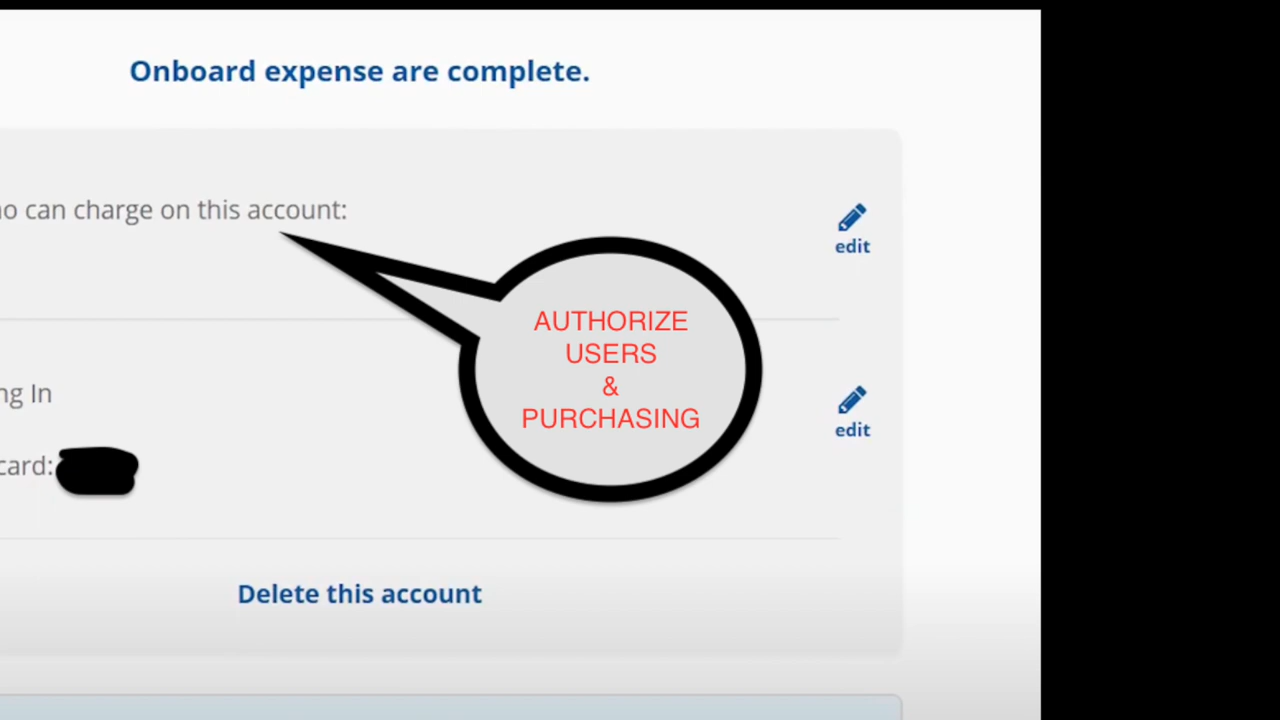 Onboard expense are complete.
can charge on this account:
edit
AUTHORIZE
USERS
&
PURCHASING
In
edit
card:
Delete this account